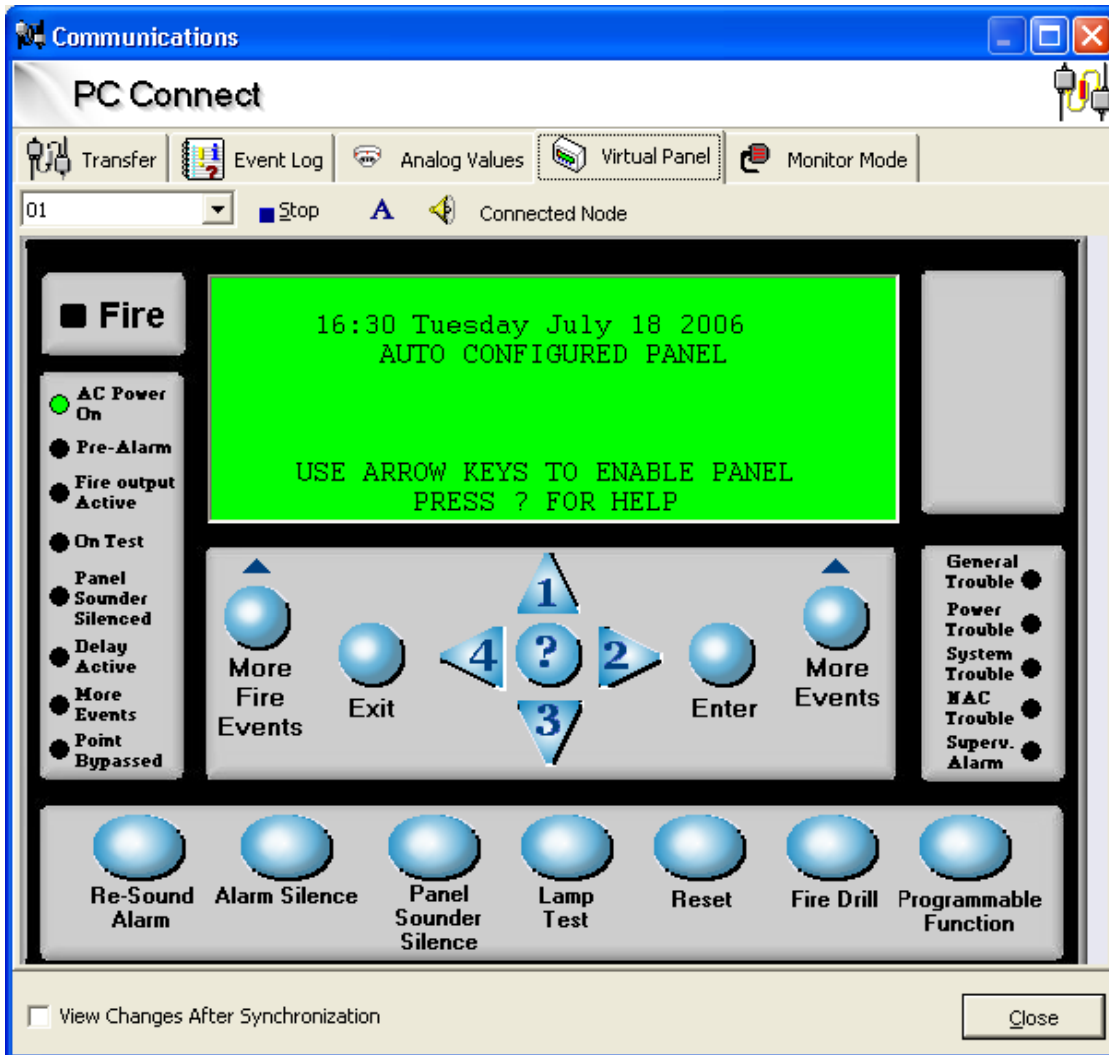 Communications
PC Connect
Transfer Event Log Analog Values Virtual Panel Monitor Mode
01 Stop A Connected Node
Fire
16:30 Tuesday July 18 2006
AUTO CONFIGURED PANEL
USE ARROW KEYS TO ENABLE PANEL
PRESS ? FOR HELP
AC Power
On
Pre-Alarm
Fire output
Active
On Test
Panel
Sounder
Silenced
Delay
Active
More
Events
Point
Bypassed
More
Fire
Events
Exit
1
4 ? 2
3
Enter
More
Events
General
Trouble
Power
Trouble
System
Trouble
NAC
Trouble
Superv.
Alarm
Re-Sound
Alarm
Alarm Silence
Panel
Sounder
Silence
Lamp
Test
Reset
Fire Drill
Programmable
Function
View Changes After Synchronization
Close